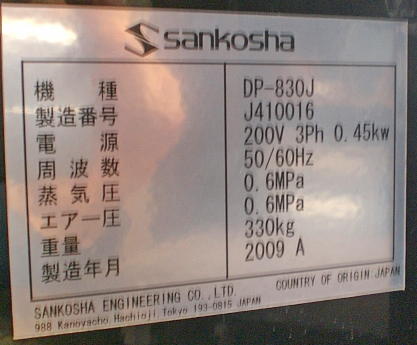 sankosha
機種 DP-830J
製造番号 J410016
電源 200V 3Ph 0.45kw
周波数 50/60Hz
蒸気圧 0.6MPa
エアー圧 0.6MPa
重量 330kg
製造年月 2009 A
SANKOSHA ENGINEERING CO.,LTD. COUNTRY OF ORIGIN JAPAN
988 Kanoyacho,Hachioji,Tokyo 193-0815 JAPAN